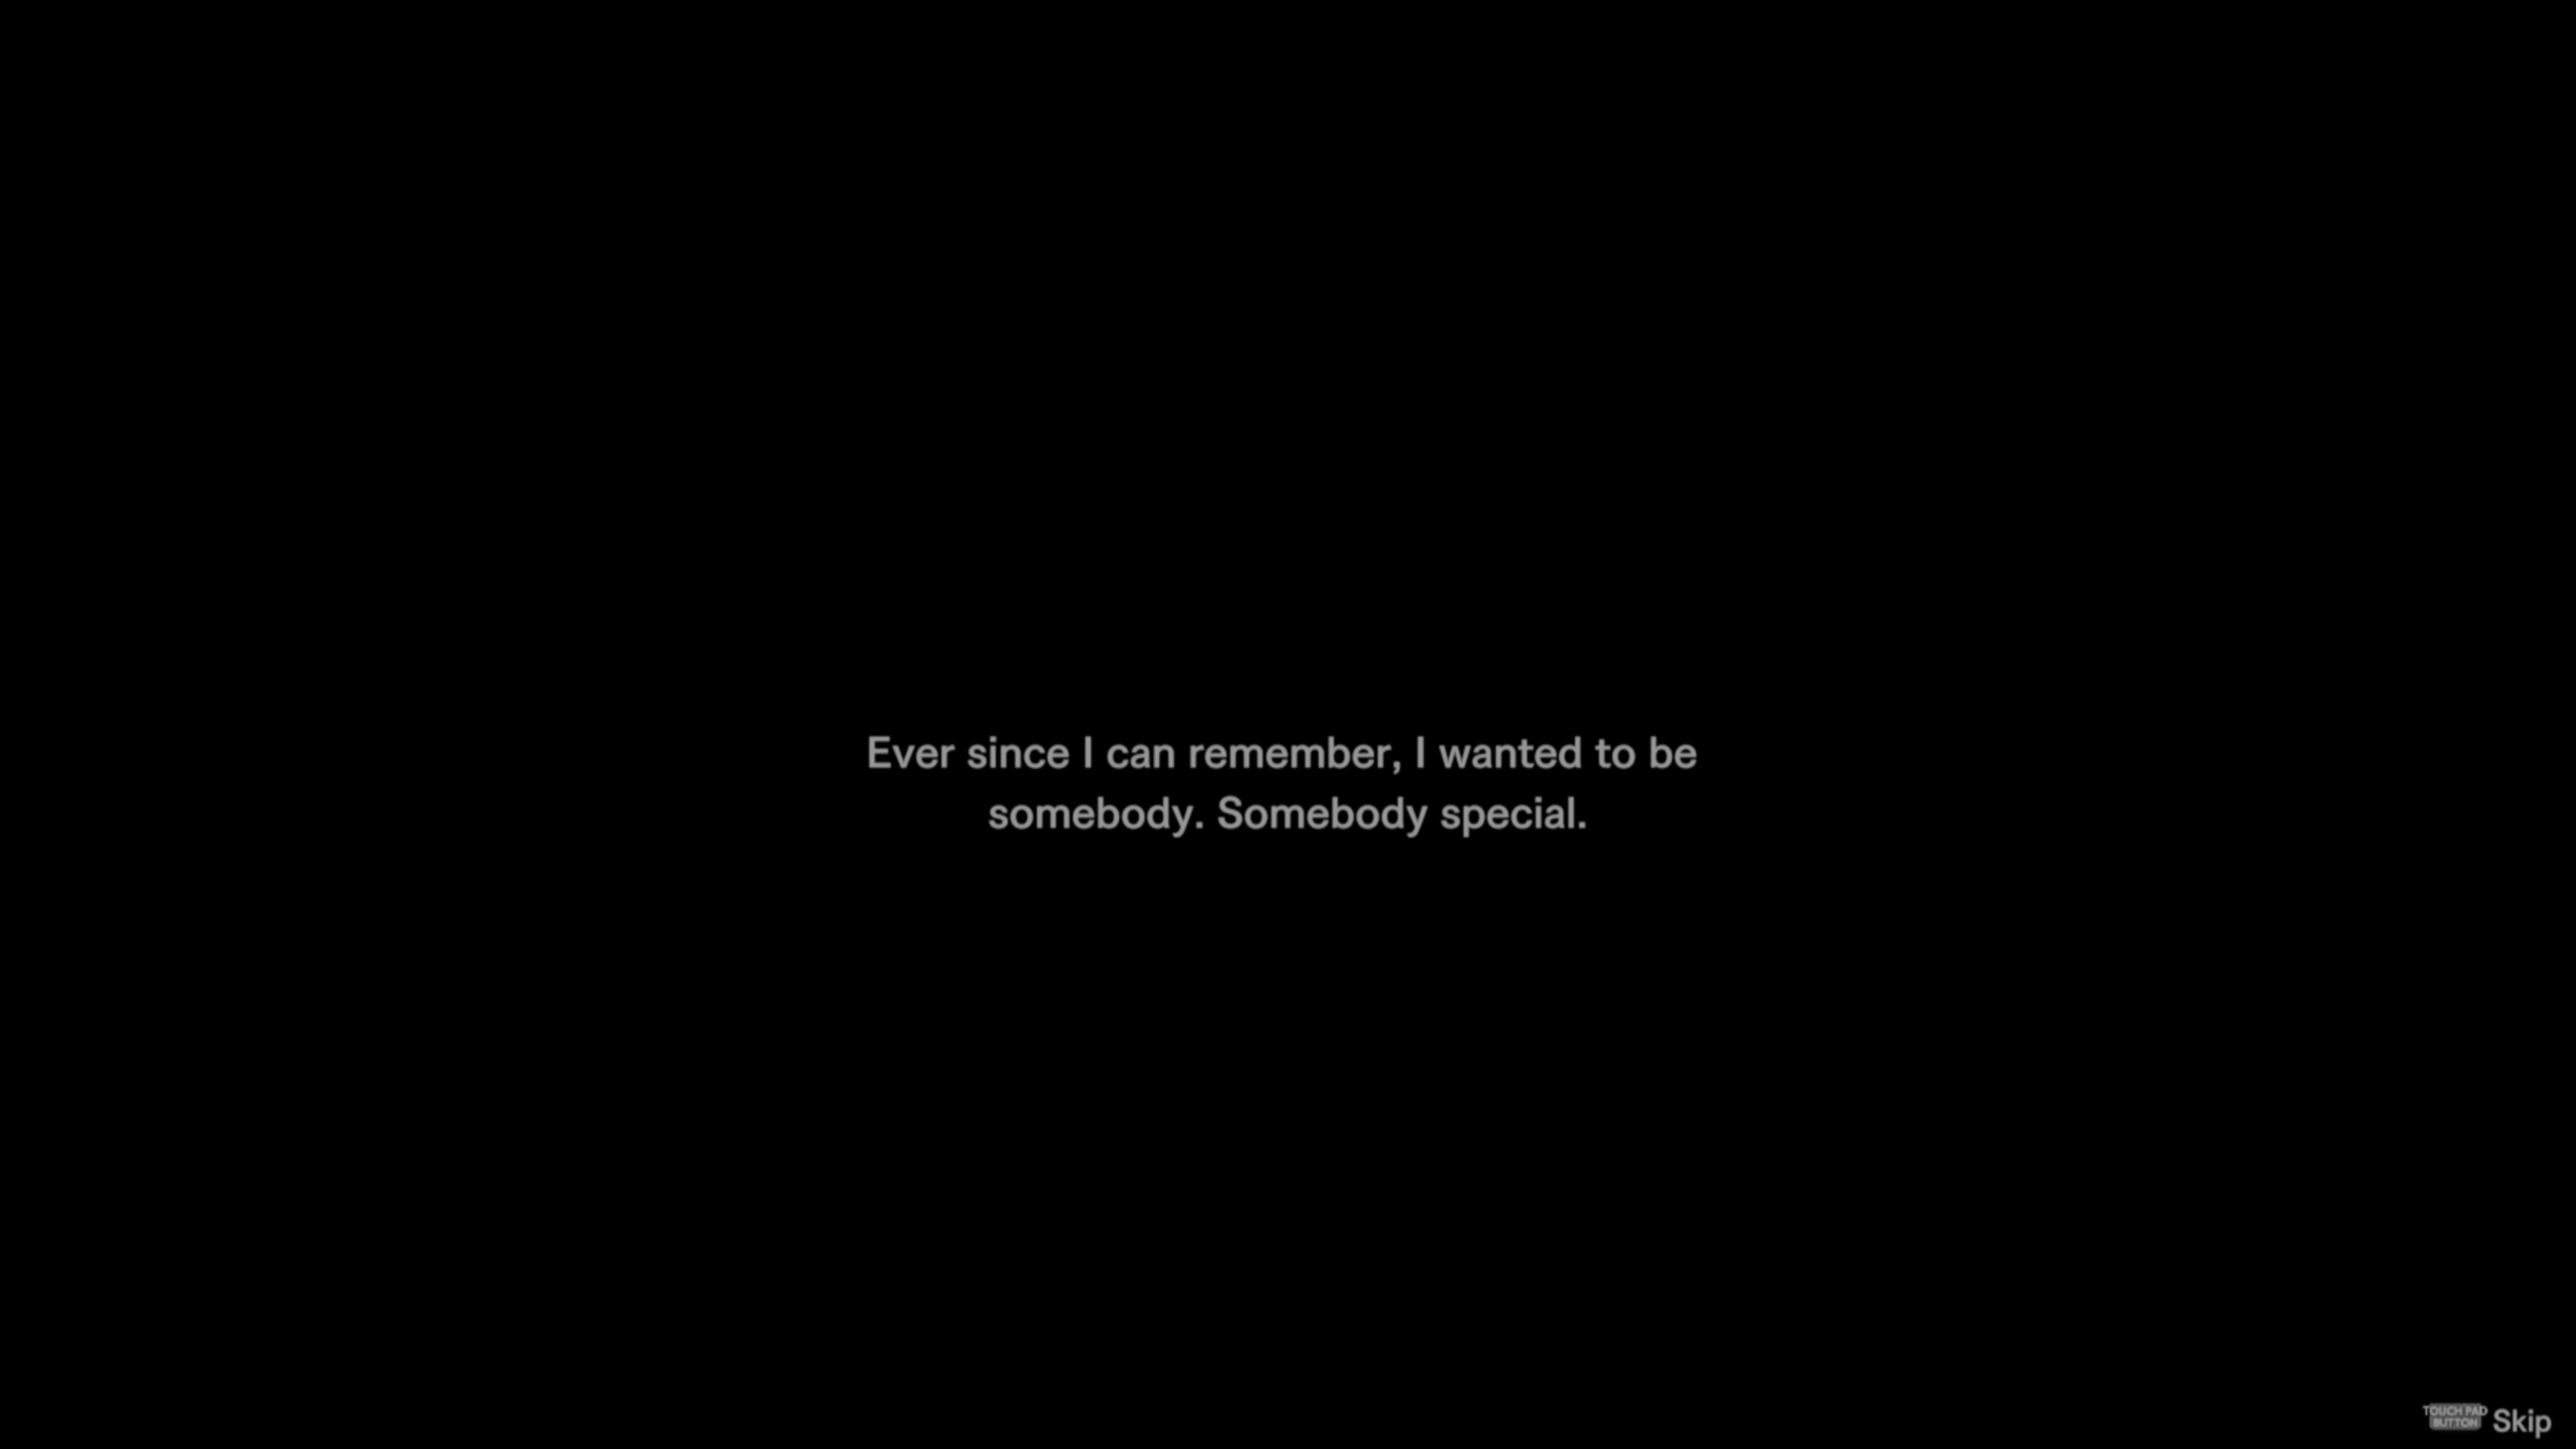 Ever since I can remember, I wanted to be
somebody. Somebody special.
TOUCH PAD
BUTTON
Skip